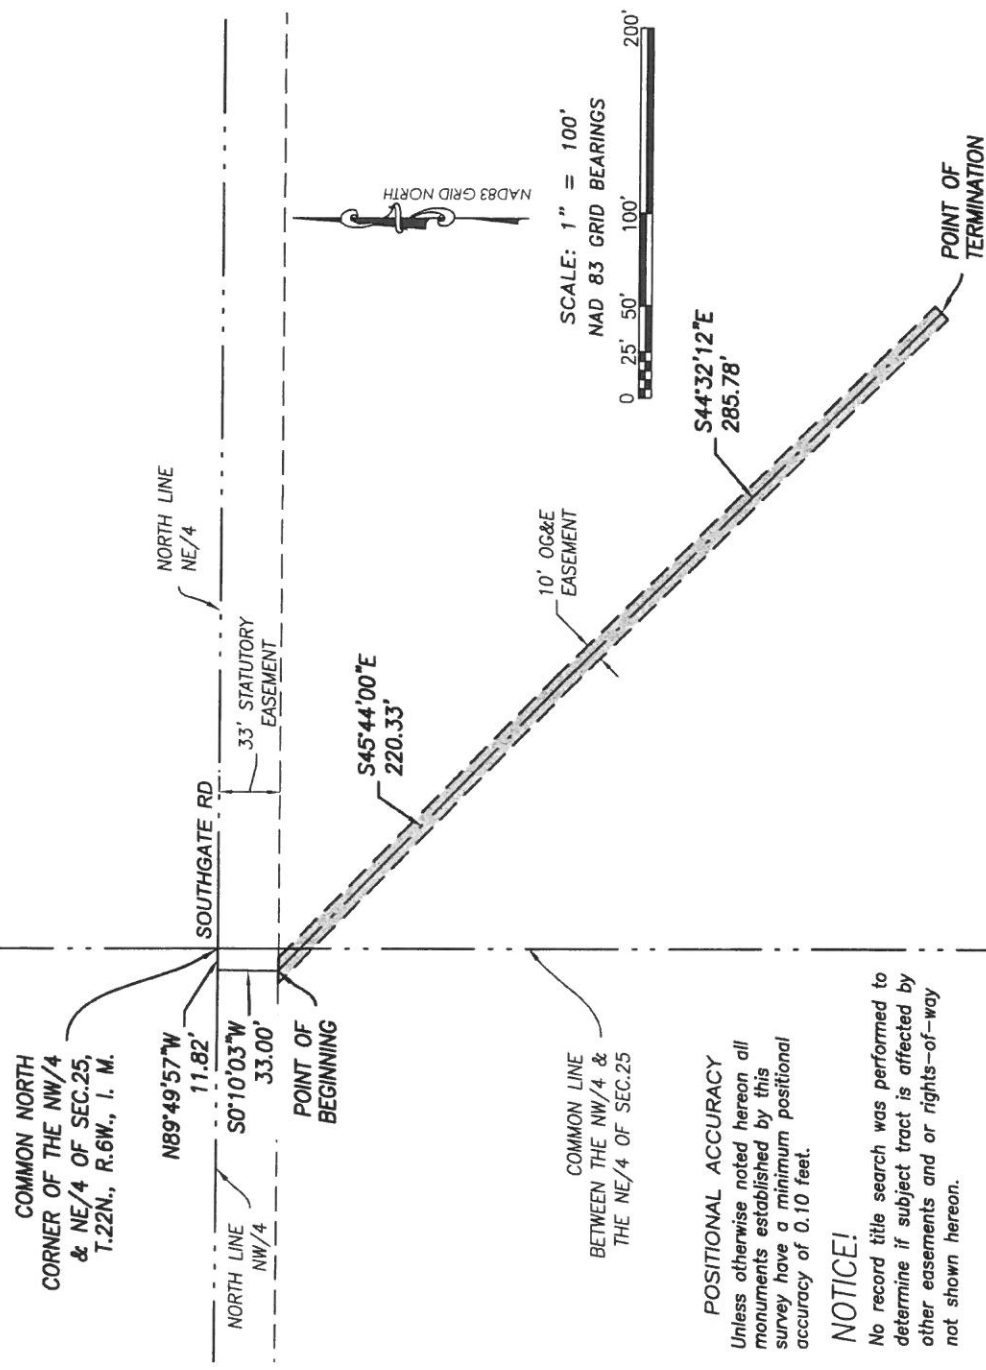 COMMON NORTH
CORNER OF THE NW/4
& NE/4 OF SEC.25,
T.22N., R.6W., I. M.
N89°49'57"W
11.82'
S0°10'03"W
33.00'
POINT OF
BEGINNING
NORTH LINE
NW/4
SOUTHGATE RD
33' STATUTORY
EASEMENT
NORTH LINE
NE/4
NAD83 GRID NORTH
SCALE: 1" = 100'
NAD 83 GRID BEARINGS
0 25' 50' 100' 200'
S45°44'00"E
220.33'
10' OG&E
EASEMENT
S44°32'12"E
285.78'
POINT OF
TERMINATION
COMMON LINE
BETWEEN THE NW/4 &
THE NE/4 OF SEC.25
POSITIONAL ACCURACY
Unless otherwise noted hereon all
monuments established by this
survey have a minimum positional
accuracy of 0.10 feet.
NOTICE!
No record title search was performed to
determine if subject tract is affected by
other easements and or rights-of-way
not shown hereon.